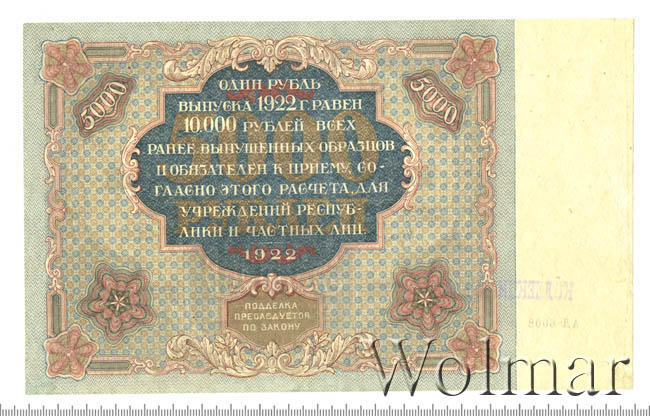 5000
5000
ОДИН РУБЛЬ
ВЫПУСКА 1922 Г. РАВЕН
10.000 РУБЛЕЙ ВСЕХ
РАНЕЕ ВЫПУЩЕННЫХ ОБРАЗЦОВ
И ОБЯЗАТЕЛЕН К ПРИЕМУ, СО-
ГЛАСНО ЭТОГО РАСЧЕТА, ДЛЯ
УЧРЕЖДЕНИЙ РЕСПУБ-
ЛИКИ И ЧАСТНЫХ ЛИЦ.
1922
ПОДДЕЛКА
ПРЕСЛЕДУЕТСЯ
ПО ЗАКОНУ
Wolmar